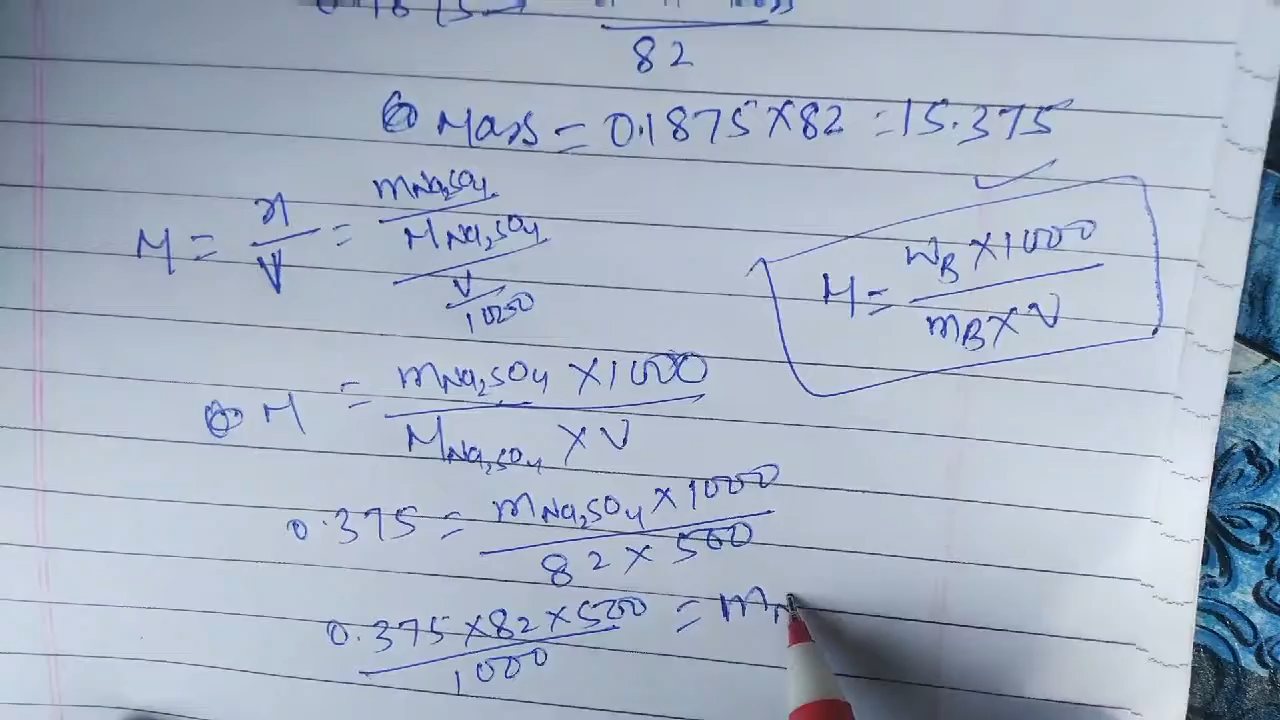 82
Mass = 0.1875 × 82 = 15.375
M = n / V = mNa₂SO₄ / MNa₂SO₄ / V / 1000
M = WB × 1000 / mB × V
M = mNa₂SO₄ × 1000 / MNa₂SO₄ × V
0.375 = mNa₂SO₄ × 1000 / 82 × 500
0.375 × 82 × 500 / 1000 = mN